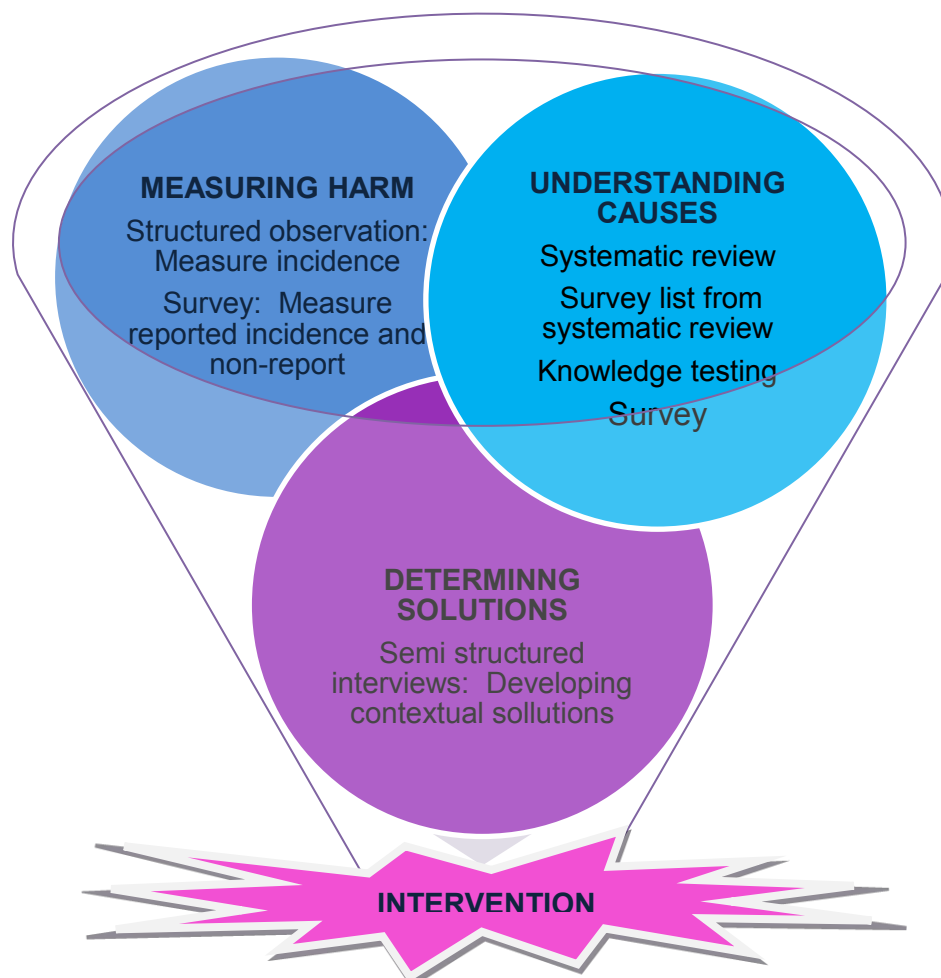 MEASURING HARM
Structured observation:
Measure incidence
Survey:  Measure
reported incidence and
non-report
UNDERSTANDING
CAUSES
Systematic review
Survey list from
systematic review
Knowledge testing
Survey
DETERMINNG
SOLUTIONS
Semi structured
interviews:  Developing
contextual sollutions
INTERVENTION